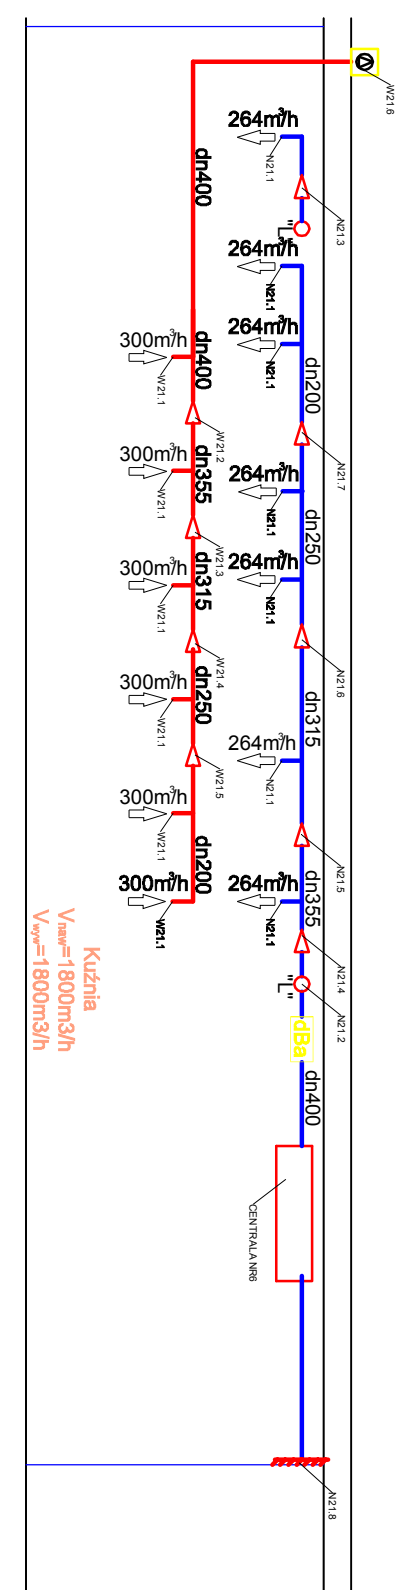 W21.6
264m³/h
N21.1
N21.3
"L"
dn400
264m³/h
N21.1
264m³/h
N21.1
300m³/h
W21.1
dn400
dn200
W21.2
N21.7
300m³/h
W21.1
dn355
264m³/h
N21.1
dn250
W21.3
300m³/h
W21.1
dn315
264m³/h
N21.1
W21.4
N21.6
300m³/h
W21.1
dn250
264m³/h
N21.1
dn315
W21.5
300m³/h
W21.1
N21.5
dn200
300m³/h
W21.1
264m³/h
N21.1
dn355
N21.4
"L"
N21.2
Kuźnia
Vnaw=1800m3/h
Vwyw=1800m3/h
dBa
dn400
CENTRALA NR6
N21.8